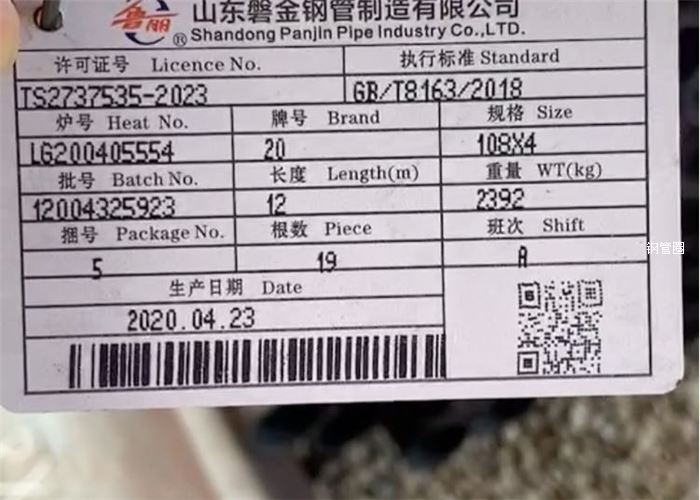 鲁丽
山东磐金钢管制造有限公司
® Shandong Panjin Pipe Industry Co.,LTD.
许可证号 Licence No. 执行标准 Standard
TS2737535-2023 GB/T8163/2018
炉号 Heat No. 牌号 Brand 规格 Size
LG200405554 20 108X4
批号 Batch No. 长度 Length(m) 重量 WT(kg)
12004325923 12 2392
捆号 Package No. 根数 Piece 班次 Shift
5 19 A
生产日期 Date
2020.04.23
钢管圈